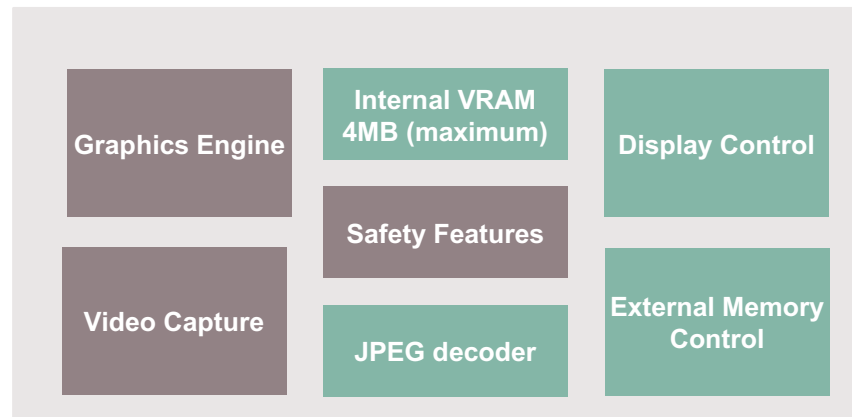 Graphics Engine
Internal VRAM
4MB (maximum)
Display Control
Safety Features
Video Capture
JPEG decoder
External Memory
Control